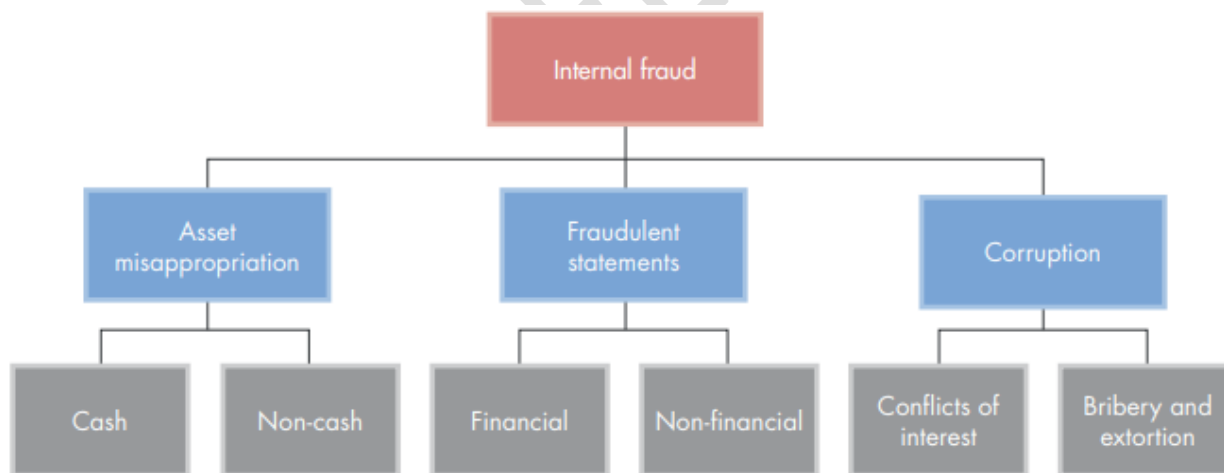 Internal fraud
Asset
misappropriation
Fraudulent
statements
Corruption
Cash
Non-cash
Financial
Non-financial
Conflicts of
interest
Bribery and
extortion